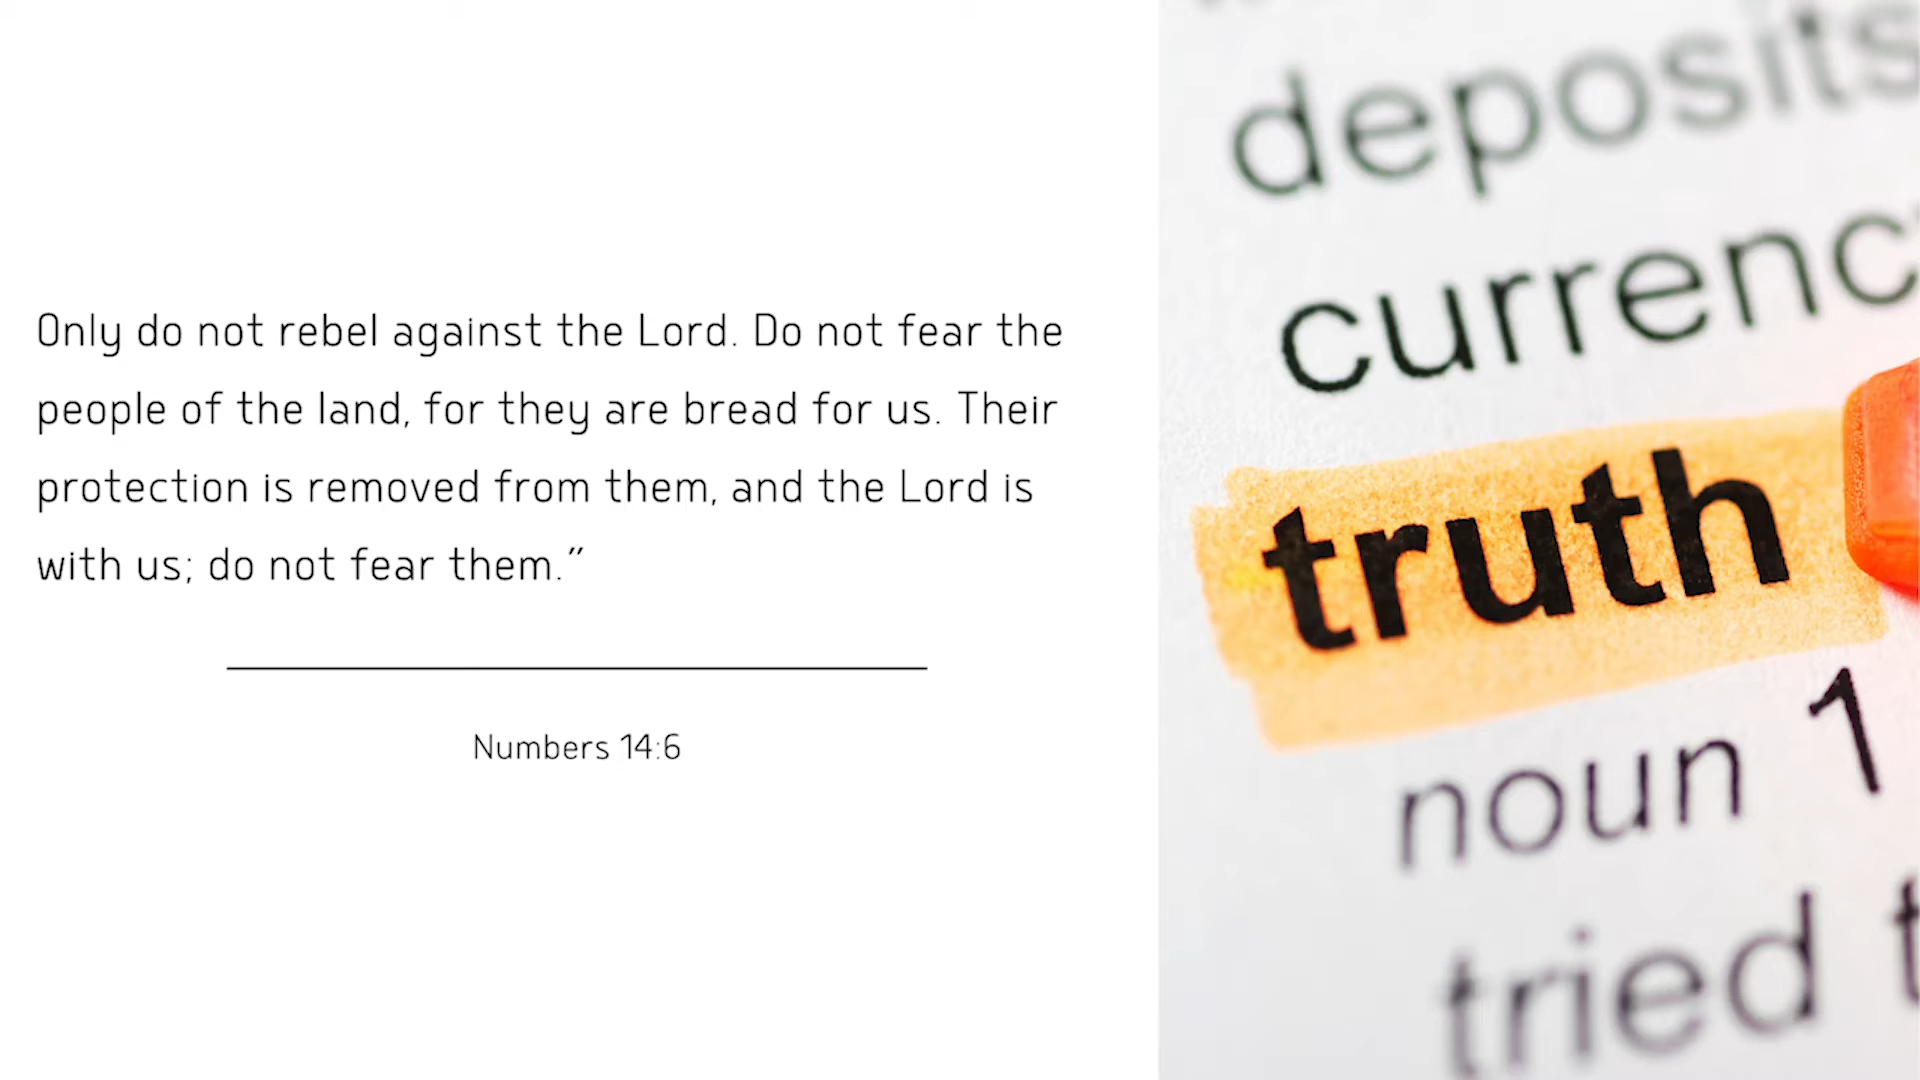 Only do not rebel against the Lord. Do not fear the
people of the land, for they are bread for us. Their
protection is removed from them, and the Lord is
with us; do not fear them.”
Numbers 14:6
deposits
currenc
truth
noun 1
tried t